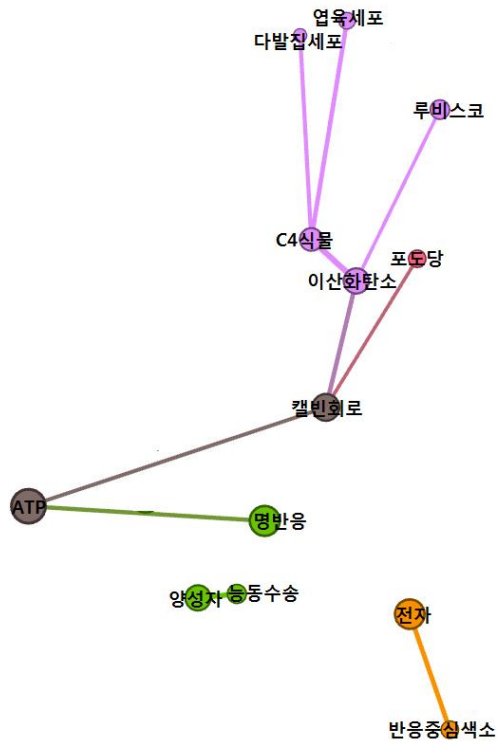 엽육세포
다발집세포
루비스코
C4식물
포도당
이산화탄소
캘빈회로
ATP
명반응
양성자
능동수송
전자
반응중심색소